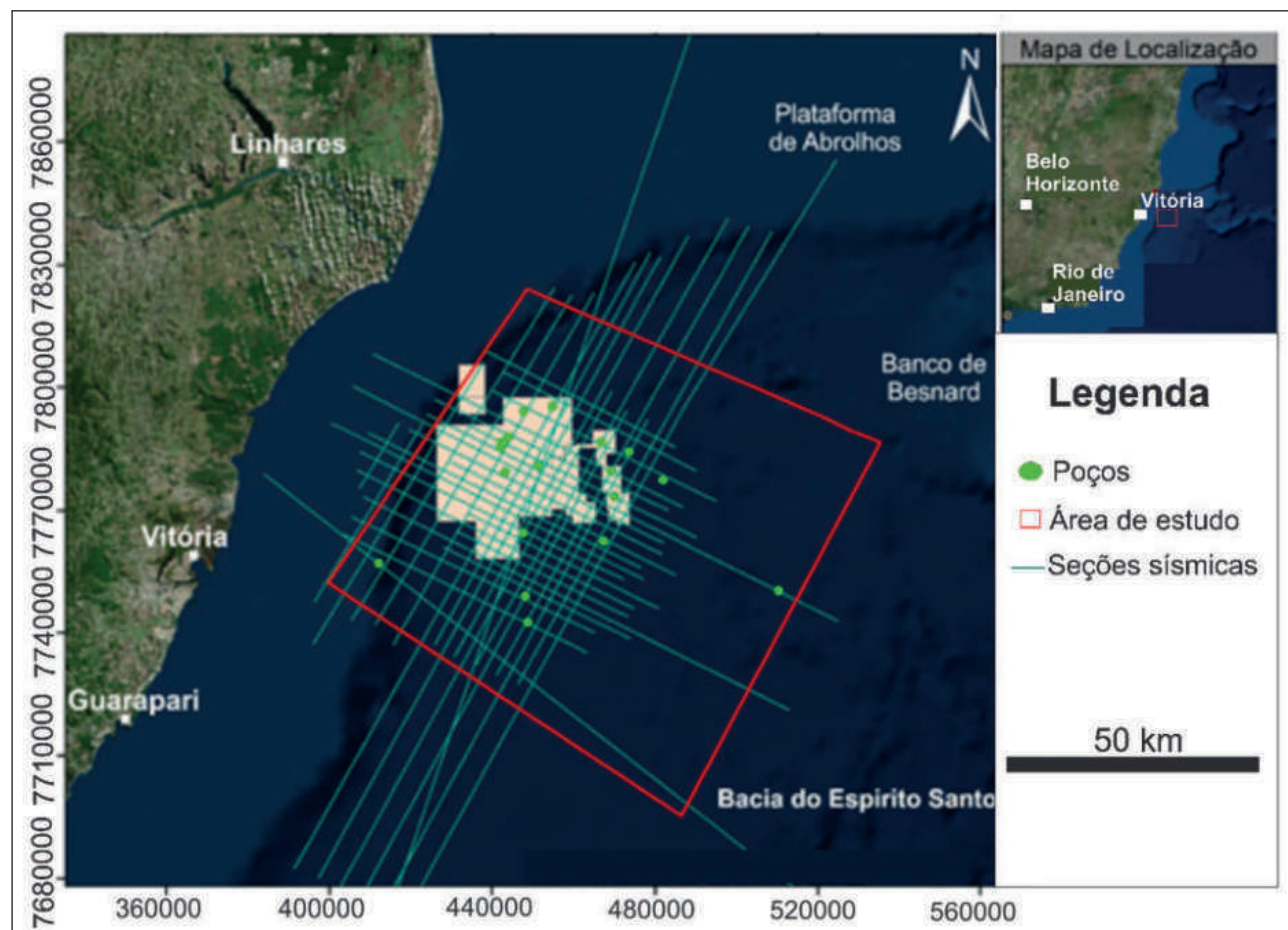 N
Plataforma
de Abrolhos
Linhares
Banco de
Besnard
Vitória
Guarapari
Bacia do Espirito Santo
7860000
7830000
7800000
7770000
7740000
7710000
7680000
360000
400000
440000
480000
520000
560000
Mapa de Localização
Belo
Horizonte
Vitória
Rio de
Janeiro
Legenda
Poços
Área de estudo
Seções sísmicas
50 km